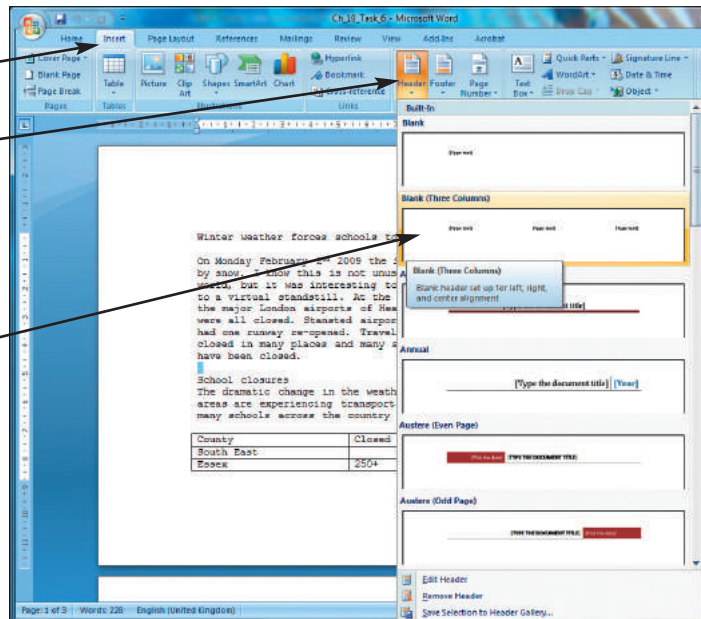 Ch_10_Task_6 - Microsoft Word
Home Insert Page Layout References Mailings Review View Add-Ins Acrobat
Cover Page
Blank Page
Page Break
Pages
Table
Tables
Picture Clip Art Shapes SmartArt Chart
Illustrations
Hyperlink
Bookmark
Cross-reference
Links
Header Footer Page Number
Text Box
Quick Parts
WordArt
Drop Cap
Signature Line
Date & Time
Object
Built-In
Blank
[Type text]
Blank (Three Columns)
[Type text] [Type text] [Type text]
Blank (Three Columns)
Blank header set up for left, right,
and center alignment
Annual
[Type the document title] [Year]
Austere (Even Page)
[TYPE THE DOCUMENT TITLE]
Austere (Odd Page)
[TYPE THE DOCUMENT TITLE]
Edit Header
Remove Header
Save Selection to Header Gallery...
Winter weather forces schools to
On Monday February 2nd 2009 the
by snow. I know this is not unus
world, but it was interesting to
to a virtual standstill. At the
the major London airports of Hea
were all closed. Stansted airpor
had one runway re-opened. Travel
closed in many places and many s
have been closed.
School closures
The dramatic change in the weath
areas are experiencing transport
many schools across the country
County Closed
South East
Essex 250+
Page: 1 of 3 Words: 228 English (United Kingdom)